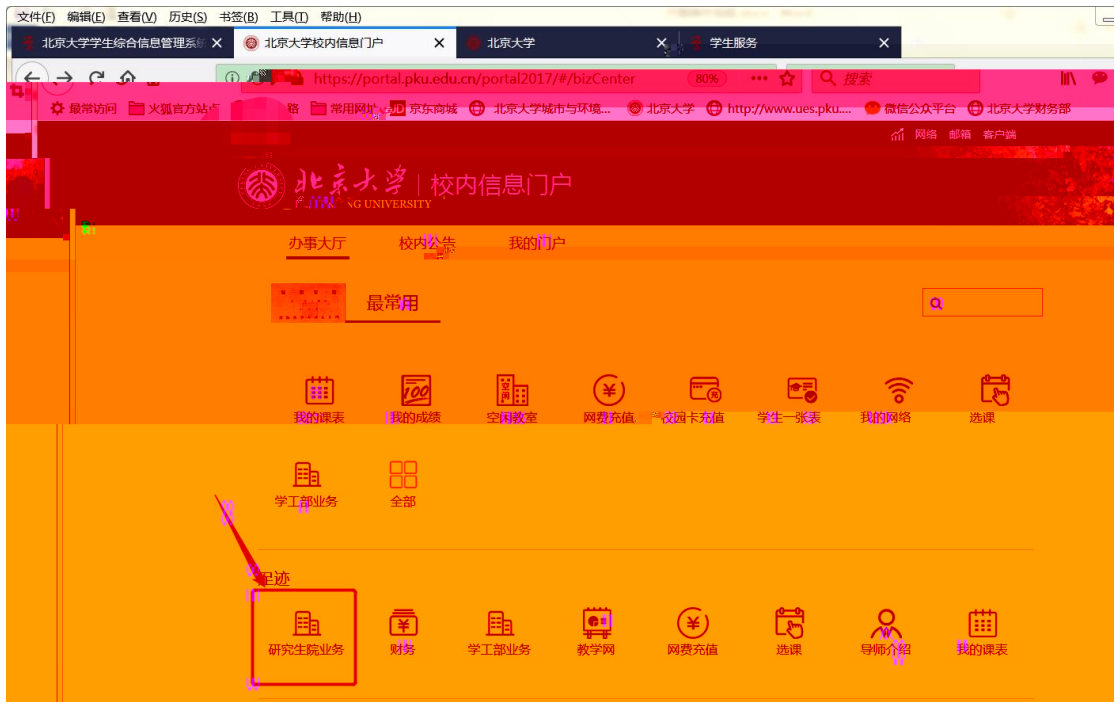 文件(F) 编辑(E) 查看(V) 历史(S) 书签(B) 工具(T) 帮助(H)
北京大学学生综合信息管理系统 北京大学校内信息门户 北京大学 学生服务
https://portal.pku.edu.cn/portal2017/#/bizCenter 80% 搜索
最常访问 火狐官方站点 常用网址 JD 京东商城 北京大学城市与环境... 北京大学 http://www.ues.pku.... 微信公众平台 北京大学财务部
网络 邮箱 客户端
北京大学 校内信息门户
NG UNIVERSITY
办事大厅 校内公告 我的门户
最常用
我的课表 我的成绩 空闲教室 网费充值 校园卡充值 学生一张表 我的网络 选课
学工部业务 全部
足迹
研究生院业务 财务 学工部业务 教学网 网费充值 选课 导师介绍 我的课表